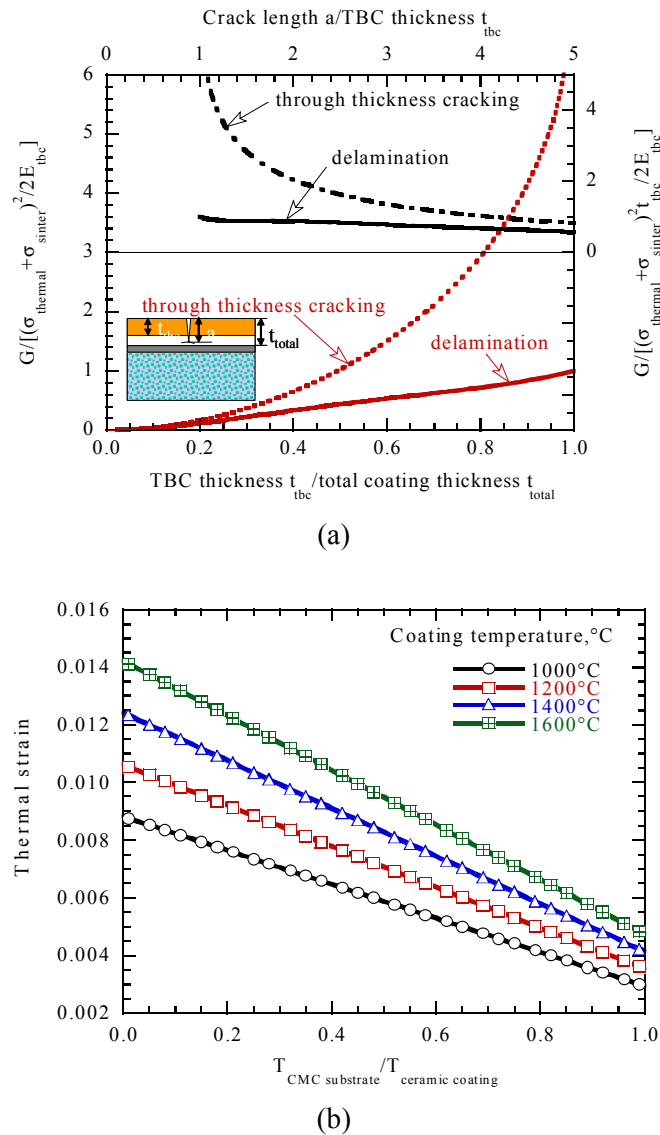 Crack length a/TBC thickness t_tbc
0 1 2 3 4 5
6
5
4
3
2
1
0
G/[(σ_thermal+σ_sinter)²/2E_tbc]
through thickness cracking
delamination
through thickness cracking
delamination
a
t_total
4
2
0
G/[(σ_thermal+σ_sinter)²t_tbc/2E_tbc]
0.0 0.2 0.4 0.6 0.8 1.0
TBC thickness t_tbc/total coating thickness t_total
(a)
0.016
0.014
0.012
0.010
0.008
0.006
0.004
0.002
Thermal strain
Coating temperature,°C
1000°C
1200°C
1400°C
1600°C
0.0 0.2 0.4 0.6 0.8 1.0
T_CMC substrate/T_ceramic coating
(b)